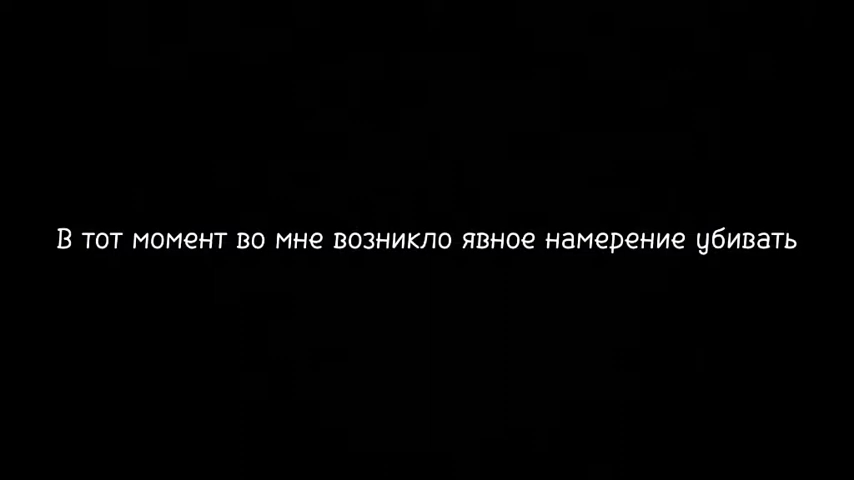 В тот момент во мне возникло явное намерение убивать